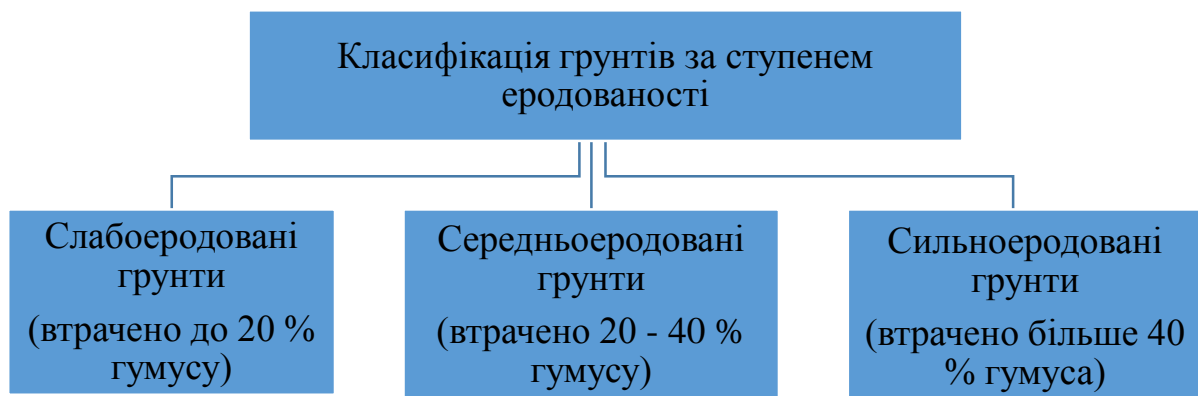 Класифікація грунтів за ступенем
еродованості
Слабоеродовані
грунти
(втрачено до 20 %
гумусу)
Середньоеродовані
грунти
(втрачено 20 - 40 %
гумусу)
Сильноеродовані
грунти
(втрачено більше 40
% гумуса)